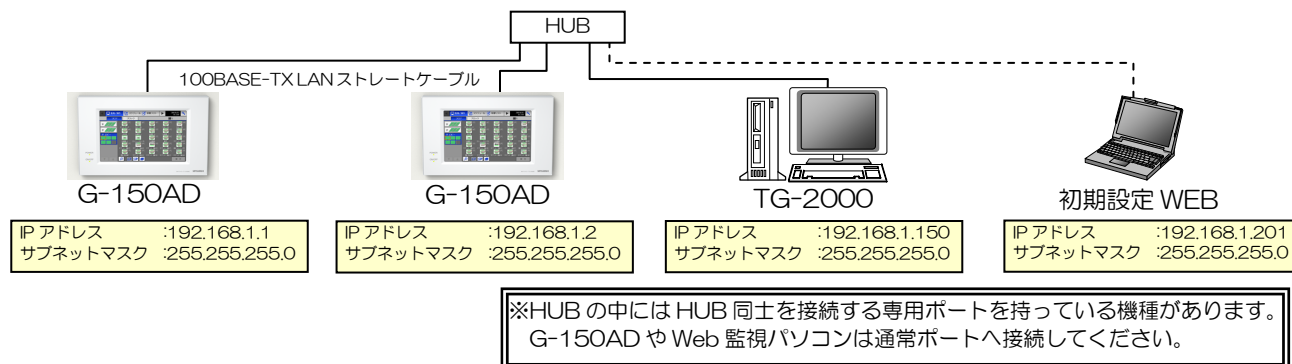 HUB
100BASE-TX LANストレートケーブル
G-150AD
G-150AD
TG-2000
初期設定 WEB
IP アドレス :192.168.1.1
サブネットマスク :255.255.255.0
IP アドレス :192.168.1.2
サブネットマスク :255.255.255.0
IP アドレス :192.168.1.150
サブネットマスク :255.255.255.0
IP アドレス :192.168.1.201
サブネットマスク :255.255.255.0
※HUB の中には HUB 同士を接続する専用ポートを持っている機種があります。
G-150AD や Web 監視パソコンは通常ポートへ接続してください。